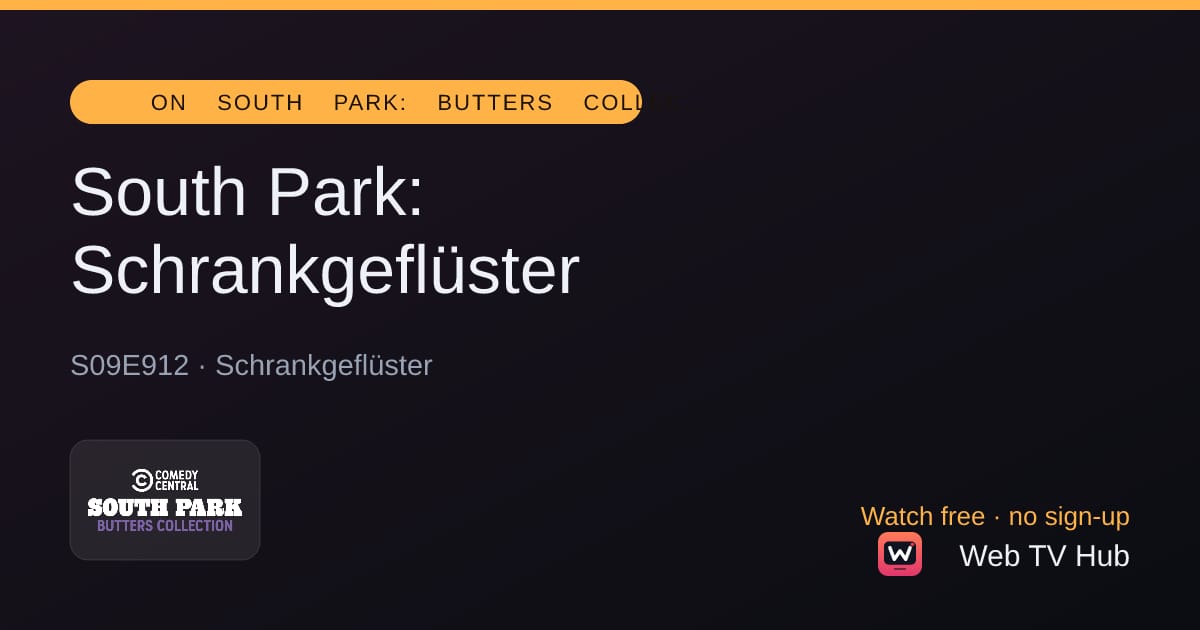 ON SOUTH PARK: BUTTERS COLL
South Park:
Schrankgeflüster
S09E912 · Schrankgeflüster
COMEDY
CENTRAL
SOUTH PARK
BUTTERS COLLECTION
Watch free · no sign-up
Web TV Hub